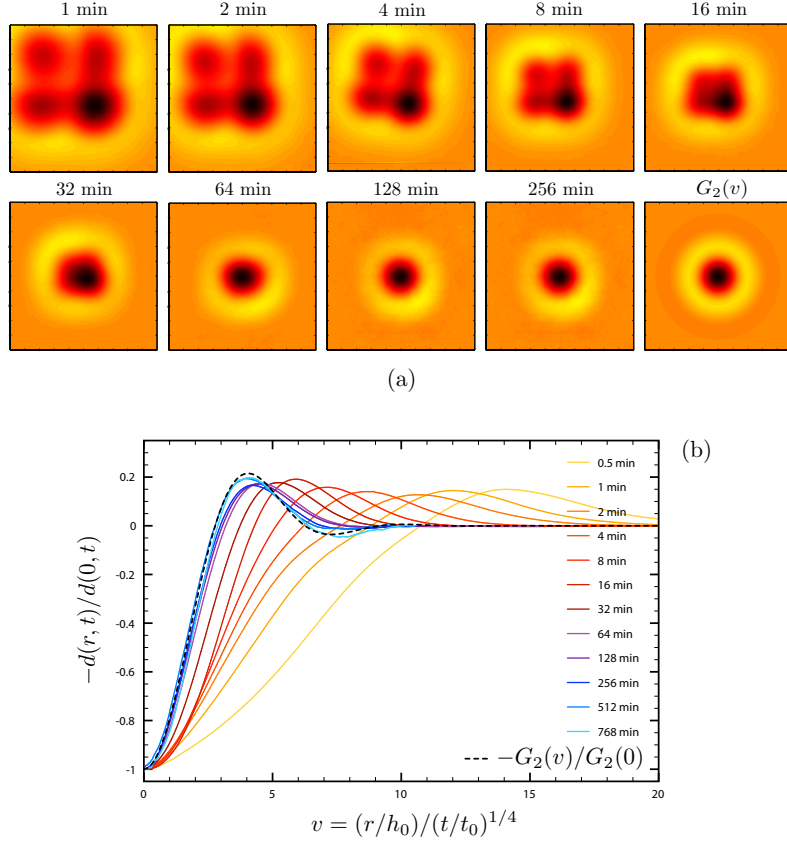 1 min 2 min 4 min 8 min 16 min
32 min 64 min 128 min 256 min G₂(v)
(a)
(b)
0.2
0
-0.2
-0.4
-0.6
-0.8
-1
−d(r, t)/d(0, t)
0.5 min
1 min
2 min
4 min
8 min
16 min
32 min
64 min
128 min
256 min
512 min
768 min
−G₂(v)/G₂(0)
0 5 10 15 20
v = (r/h₀)/(t/t₀)^{1/4}